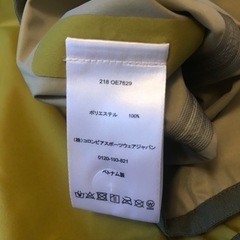 218 OE7629
ポリエステル 100%
(株)コロンビアスポーツウェアジャパン
0120-193-821
ベトナム製